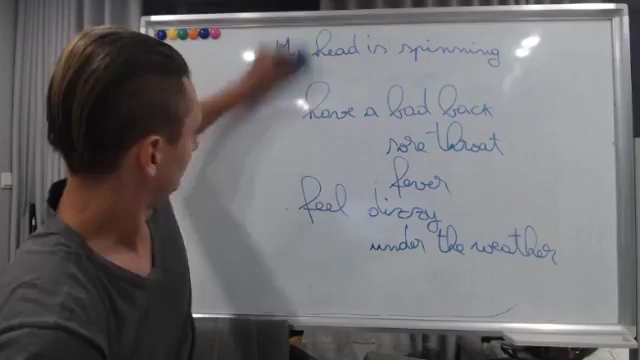 My head is spinning
have a bad back
sore throat
fever
feel dizzy
under the weather